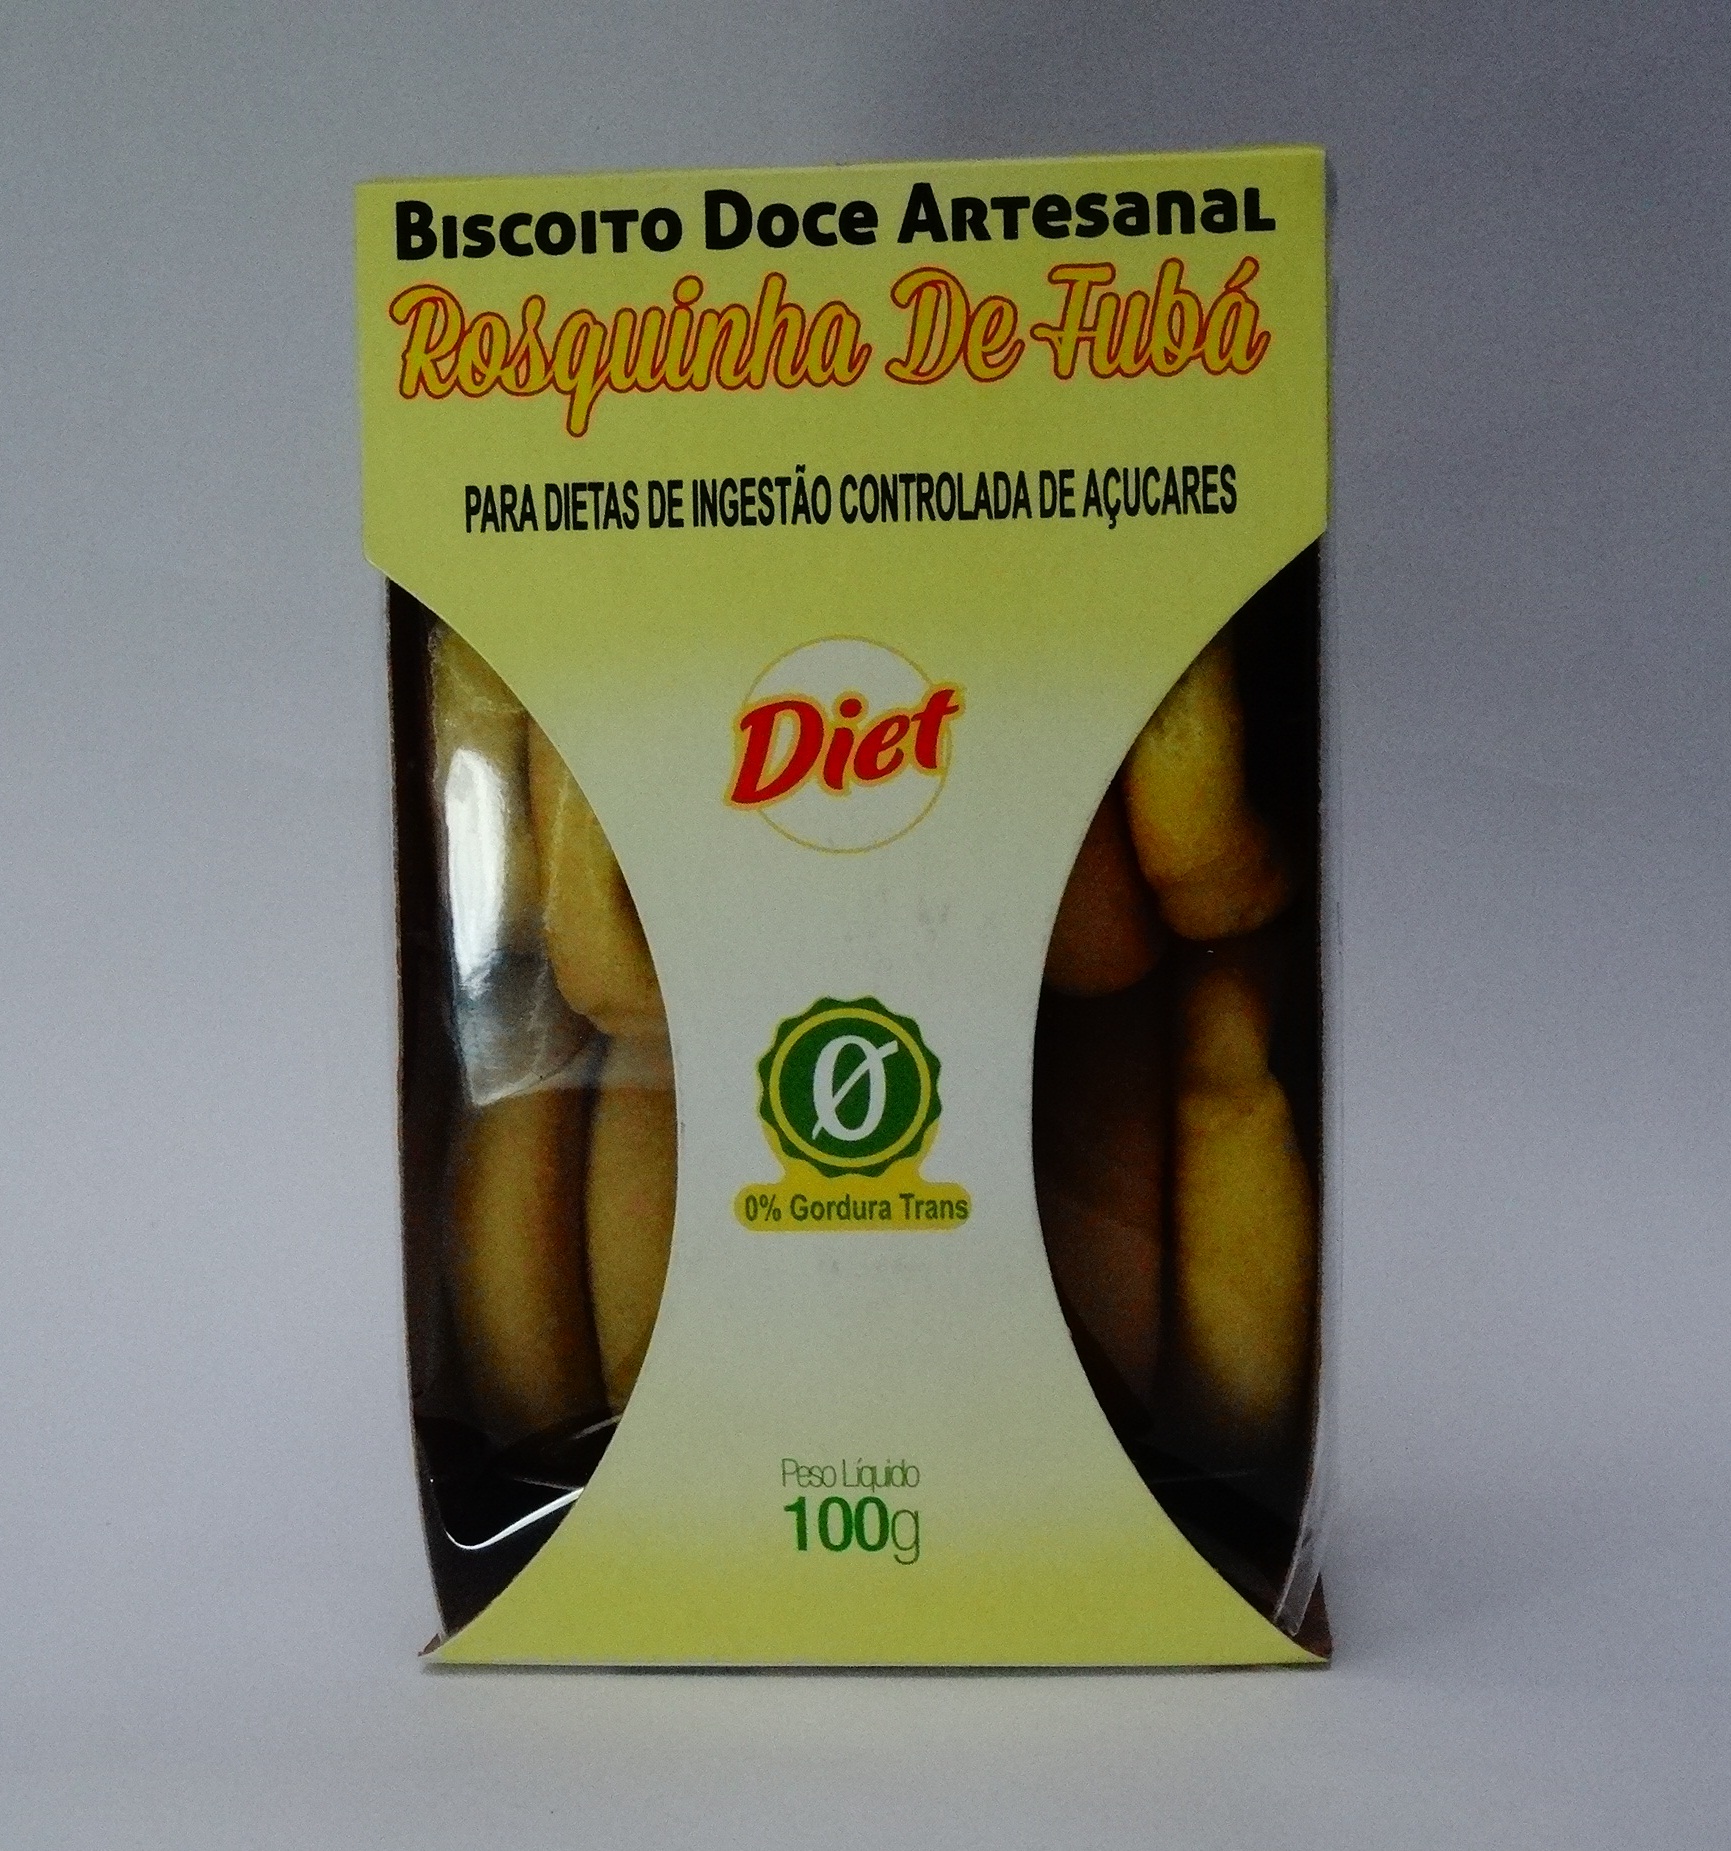 Biscoito Doce Artesanal
Rosquinha De Fubá
PARA DIETAS DE INGESTÃO CONTROLADA DE AÇUCARES
Diet
0
0% Gordura Trans
Peso Líquido
100g